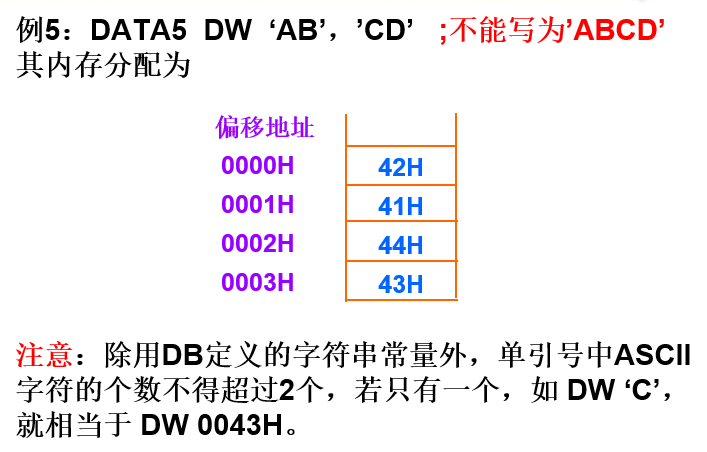 例5：DATA5 DW ‘AB’，’CD’ ;不能写为’ABCD’
其内存分配为
偏移地址
0000H 42H
0001H 41H
0002H 44H
0003H 43H
注意：除用DB定义的字符串常量外，单引号中ASCII
字符的个数不得超过2个，若只有一个，如 DW ‘C’，
就相当于 DW 0043H。